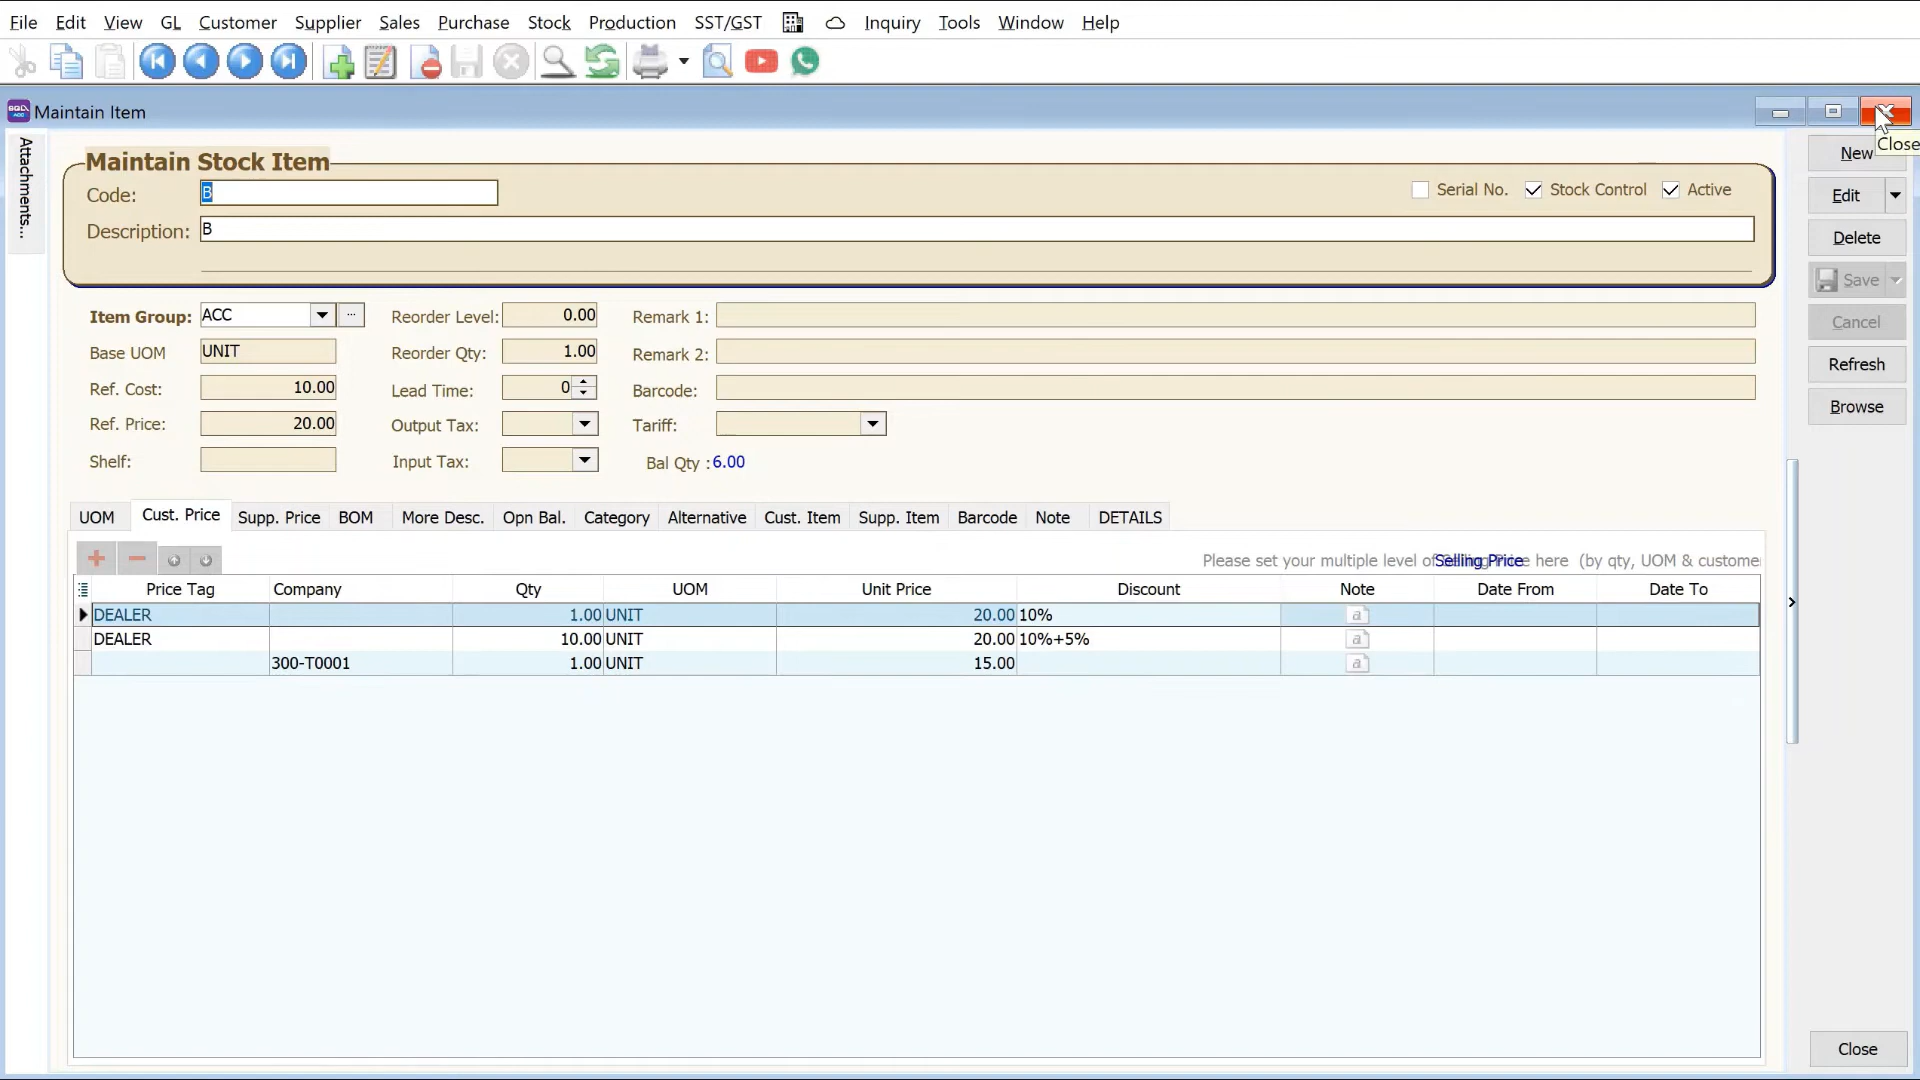 File Edit View GL Customer Supplier Sales Purchase Stock Production SST/GST Inquiry Tools Window Help
SQL ACC Maintain Item
Close
Attachments...
Maintain Stock Item
Code: B Serial No. Stock Control Active
Description: B
Item Group: ACC ... Reorder Level: 0.00 Remark 1:
Base UOM UNIT Reorder Qty: 1.00 Remark 2:
Ref. Cost: 10.00 Lead Time: 0 Barcode:
Ref. Price: 20.00 Output Tax: Tariff:
Shelf: Input Tax: Bal Qty : 6.00
UOM Cust. Price Supp. Price BOM More Desc. Opn Bal. Category Alternative Cust. Item Supp. Item Barcode Note DETAILS
Please set your multiple level of Selling Price here (by qty, UOM & custome
Price Tag Company Qty UOM Unit Price Discount Note Date From Date To
DEALER 1.00 UNIT 20.00 10% a
DEALER 10.00 UNIT 20.00 10%+5% a
300-T0001 1.00 UNIT 15.00 a
New
Edit
Delete
Save
Cancel
Refresh
Browse
Close